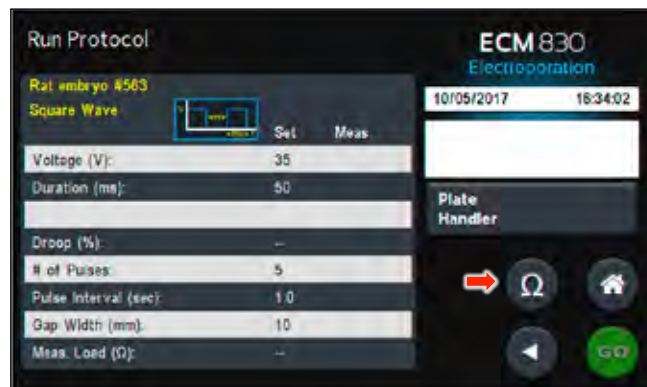 Run Protocol
ECM 830
Electroporation
Rat embryo #563
Square Wave
10/05/2017 16:34:02
Set Meas
Voltage (V): 35
Duration (ms): 50
Plate
Handler
Droop (%): --
# of Pulses: 5
Pulse Interval (sec): 1.0
Ω
Gap Width (mm): 10
Meas. Load (Ω): --
GO